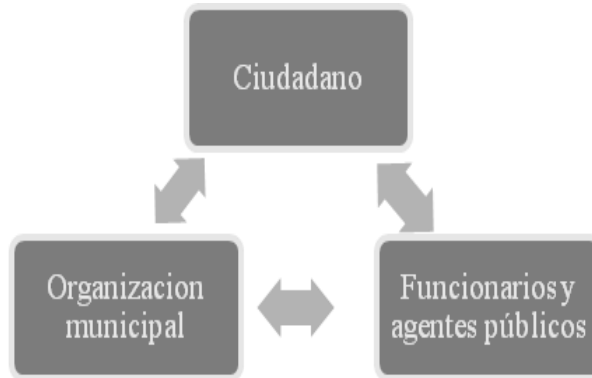 Ciudadano
Organizacion
municipal
Funcionarios y
agentes públicos